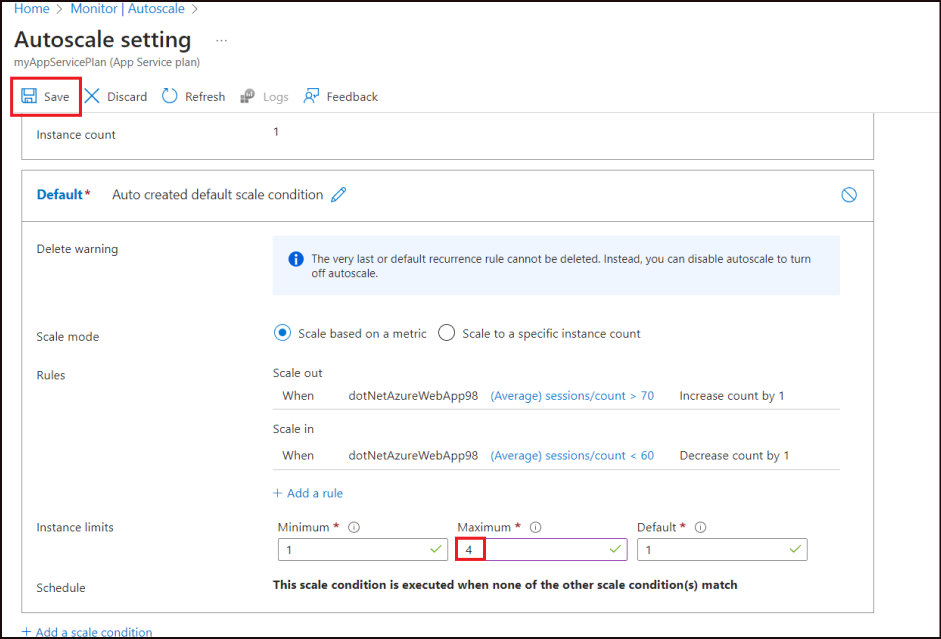 Home > Monitor | Autoscale >
Autoscale setting ...
myAppServicePlan (App Service plan)
Save Discard Refresh Logs Feedback
Instance count 1
Default* Auto created default scale condition
Delete warning
The very last or default recurrence rule cannot be deleted. Instead, you can disable autoscale to turn
off autoscale.
Scale mode Scale based on a metric Scale to a specific instance count
Rules
Scale out
When dotNetAzureWebApp98 (Average) sessions/count > 70 Increase count by 1
Scale in
When dotNetAzureWebApp98 (Average) sessions/count < 60 Decrease count by 1
+ Add a rule
Instance limits
Minimum * Maximum * Default *
1 4 1
Schedule This scale condition is executed when none of the other scale condition(s) match
+ Add a scale condition